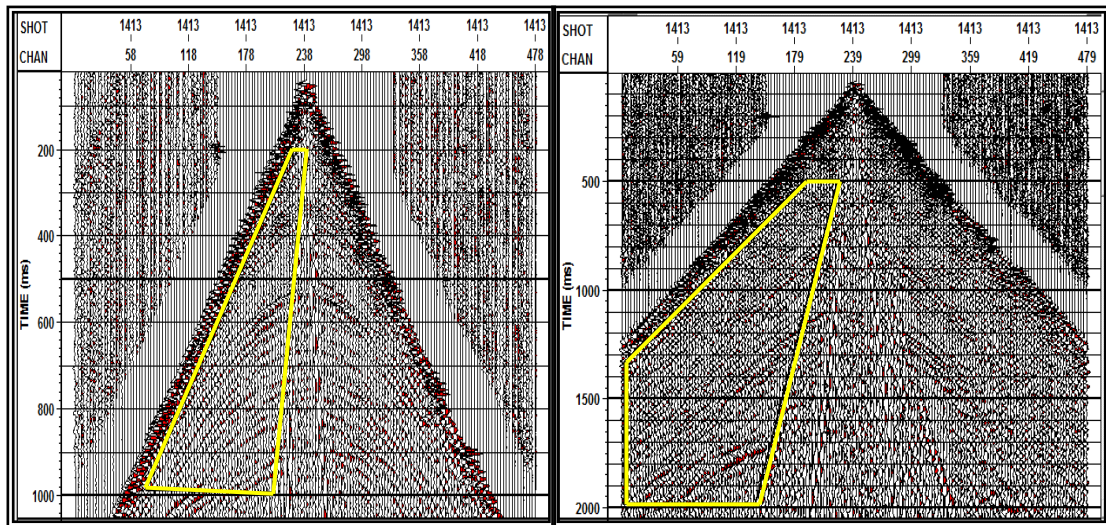 SHOT 1413 1413 1413 1413 1413 1413 1413 1413
CHAN 58 118 178 238 298 358 418 478
TIME (ms)
200
400
600
800
1000
SHOT 1413 1413 1413 1413 1413 1413 1413 1413
CHAN 59 119 179 239 299 359 419 479
TIME (ms)
500
1000
1500
2000